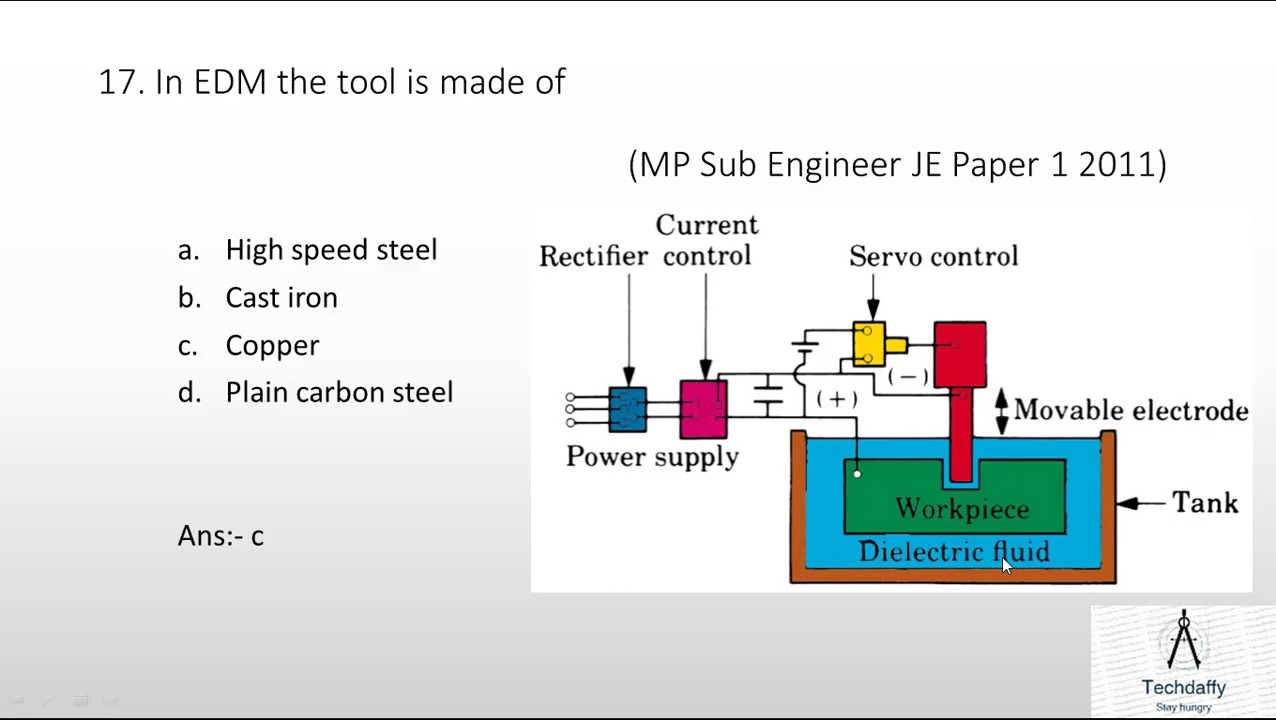 17. In EDM the tool is made of
(MP Sub Engineer JE Paper 1 2011)
a. High speed steel
b. Cast iron
c. Copper
d. Plain carbon steel
Ans:- c
Current
Rectifier control
Servo control
(−)
(+)
Movable electrode
Power supply
Workpiece
Tank
Dielectric fluid
Techdaffy
Stay hungry